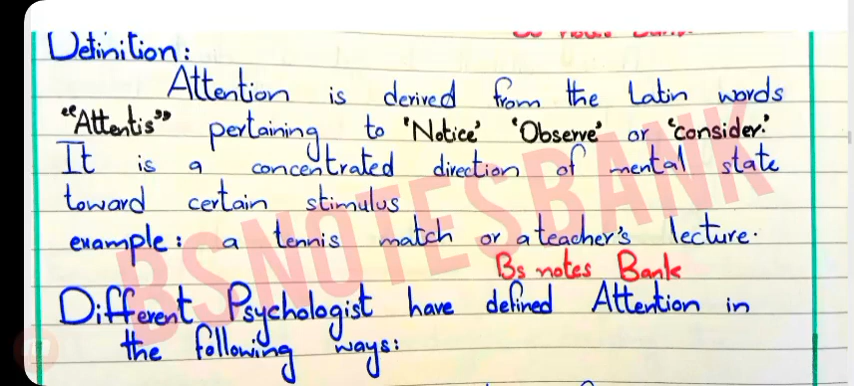 Definition:
Attention is derived from the Latin words
"Attentis" pertaining to 'Notice' 'Observe' or 'consider.'
It is a concentrated direction of mental state
toward certain stimulus
example: a tennis match or a teacher's lecture.
Bs notes Bank
Different Psychologist have defined Attention in
the following ways:
BSNOTESBANK